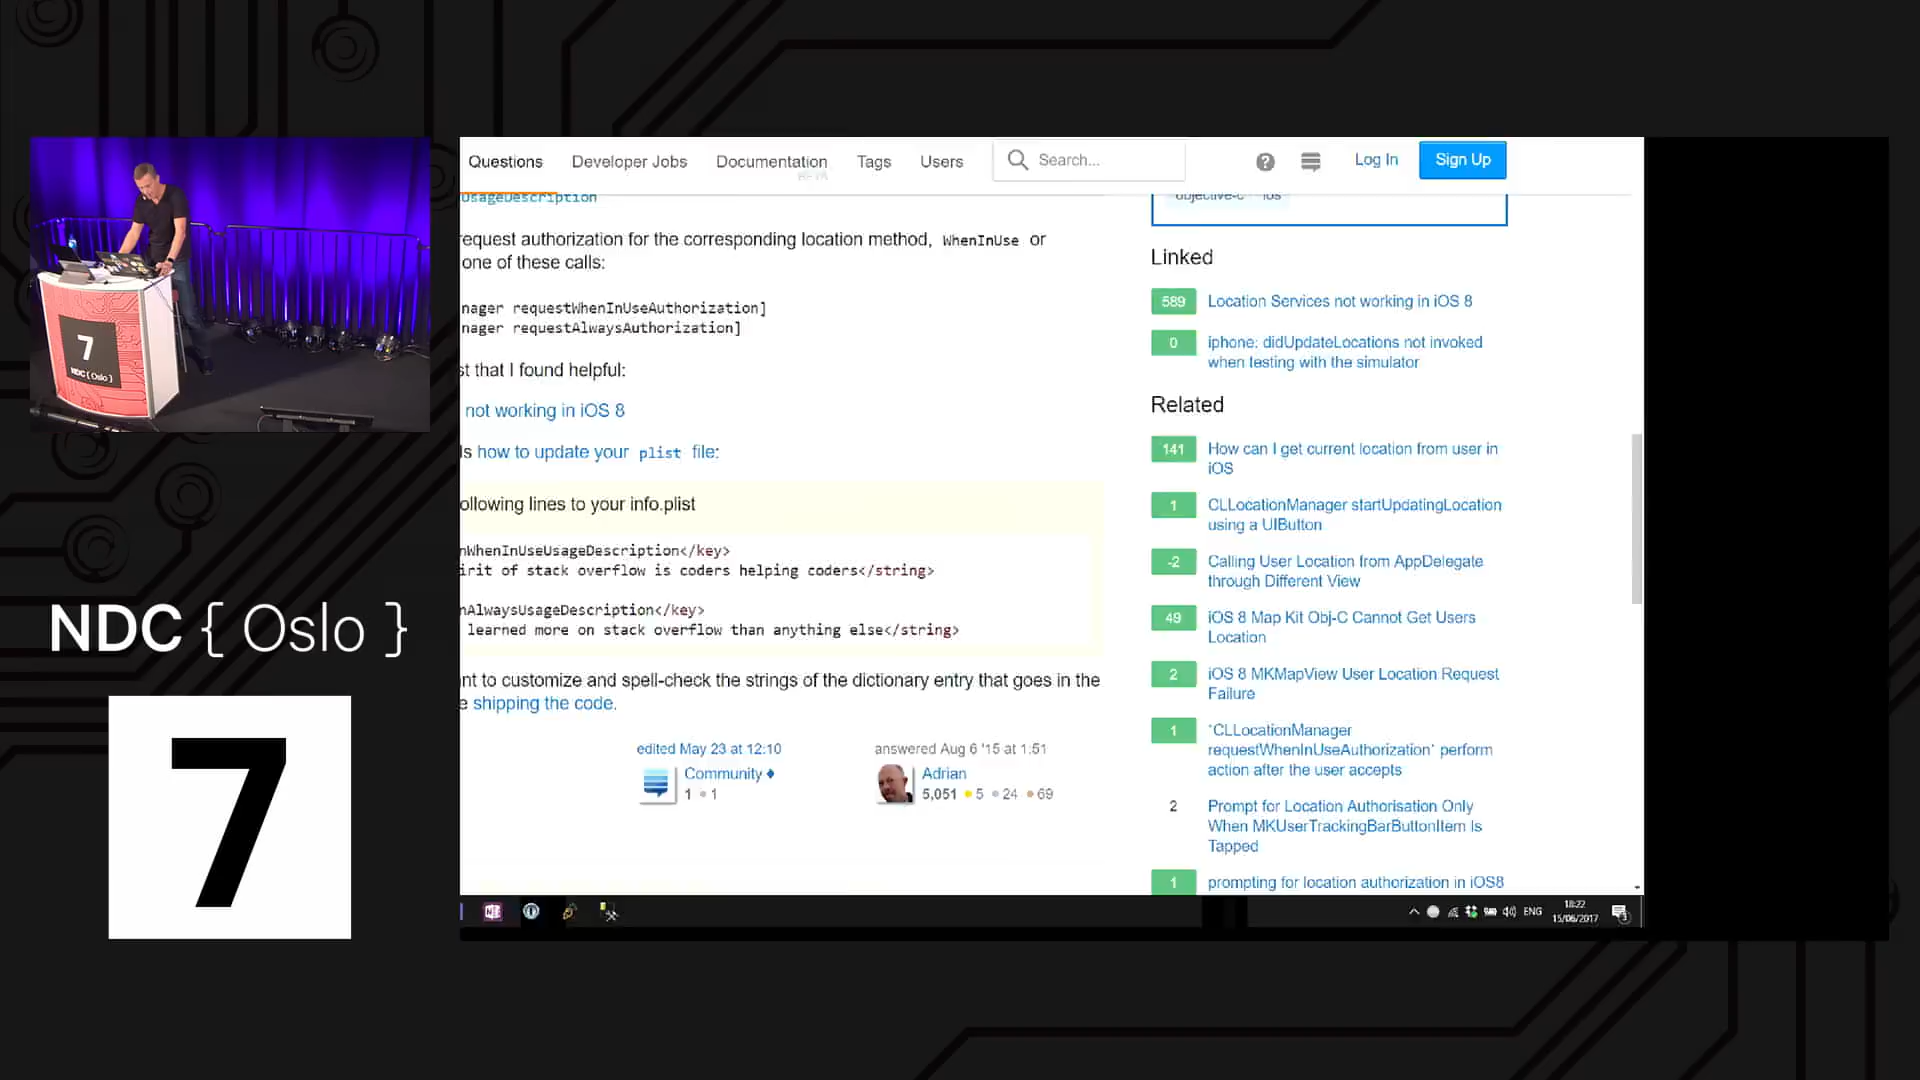 Questions
Developer Jobs
Documentation
BETA
Tags
Users
Search...
Log In
Sign Up
UsageDescription
request authorization for the corresponding location method, WhenInUse or
one of these calls:
nager requestWhenInUseAuthorization]
nager requestAlwaysAuthorization]
st that I found helpful:
not working in iOS 8
ls how to update your plist file:
ollowing lines to your info.plist
nWhenInUseUsageDescription</key>
irit of stack overflow is coders helping coders</string>
nAlwaysUsageDescription</key>
learned more on stack overflow than anything else</string>
nt to customize and spell-check the strings of the dictionary entry that goes in the
e shipping the code.
edited May 23 at 12:10
Community
1 1
answered Aug 6 '15 at 1:51
Adrian
5,051 5 24 69
objective-c ios
Linked
589 Location Services not working in iOS 8
0 iphone: didUpdateLocations not invoked
when testing with the simulator
Related
141 How can I get current location from user in
iOS
1 CLLocationManager startUpdatingLocation
using a UIButton
-2 Calling User Location from AppDelegate
through Different View
49 iOS 8 Map Kit Obj-C Cannot Get Users
Location
2 iOS 8 MKMapView User Location Request
Failure
1 `CLLocationManager
requestWhenInUseAuthorization` perform
action after the user accepts
2 Prompt for Location Authorisation Only
When MKUserTrackingBarButtonItem Is
Tapped
1 prompting for location authorization in iOS8
ENG
18:22
15/06/2017
7
NDC { Oslo }
NDC { Oslo }
7